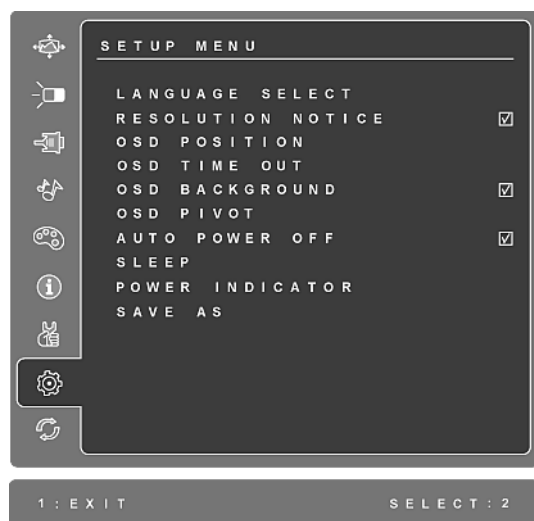 SETUP MENU
LANGUAGE SELECT
RESOLUTION NOTICE
OSD POSITION
OSD TIME OUT
OSD BACKGROUND
OSD PIVOT
AUTO POWER OFF
SLEEP
POWER INDICATOR
SAVE AS
1:EXIT SELECT:2